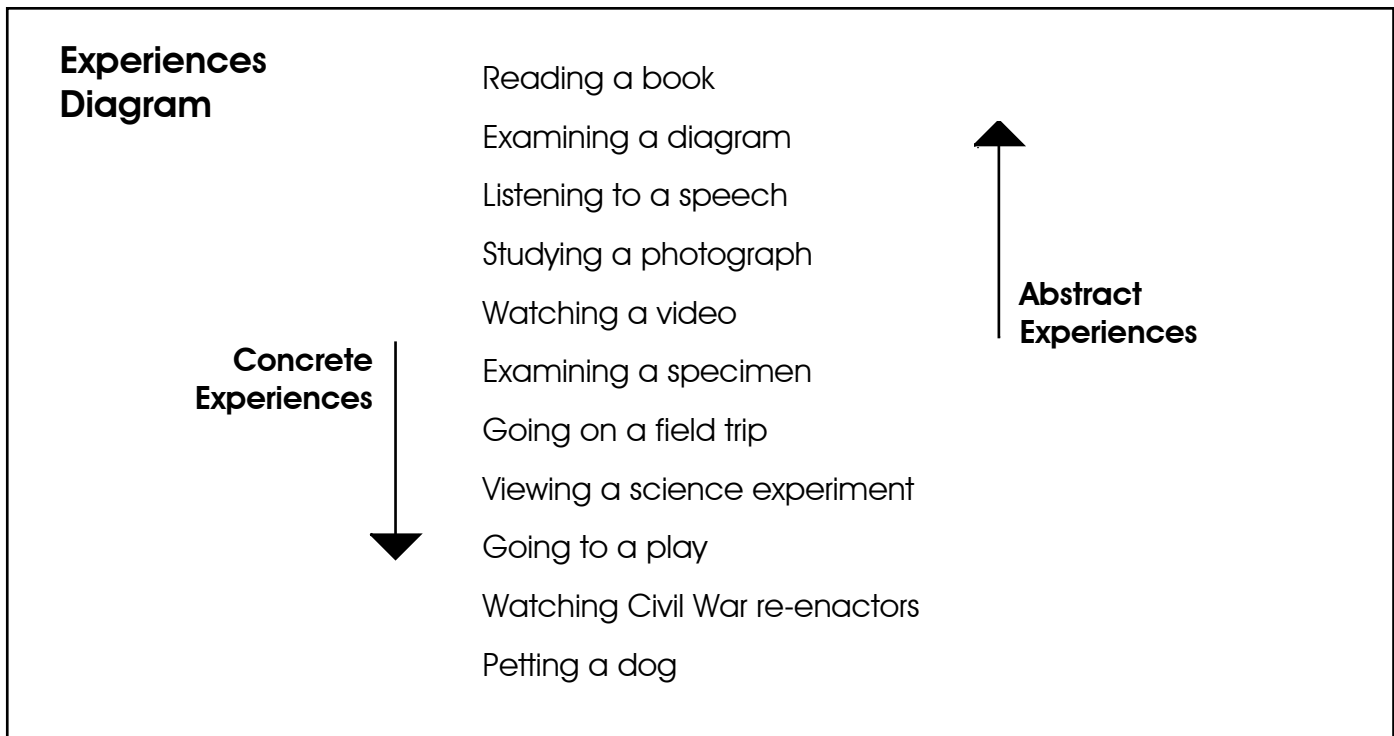 Experiences
Diagram
Reading a book
Examining a diagram
Listening to a speech
Studying a photograph
Watching a video
Abstract
Experiences
Concrete
Experiences
Examining a specimen
Going on a field trip
Viewing a science experiment
Going to a play
Watching Civil War re-enactors
Petting a dog